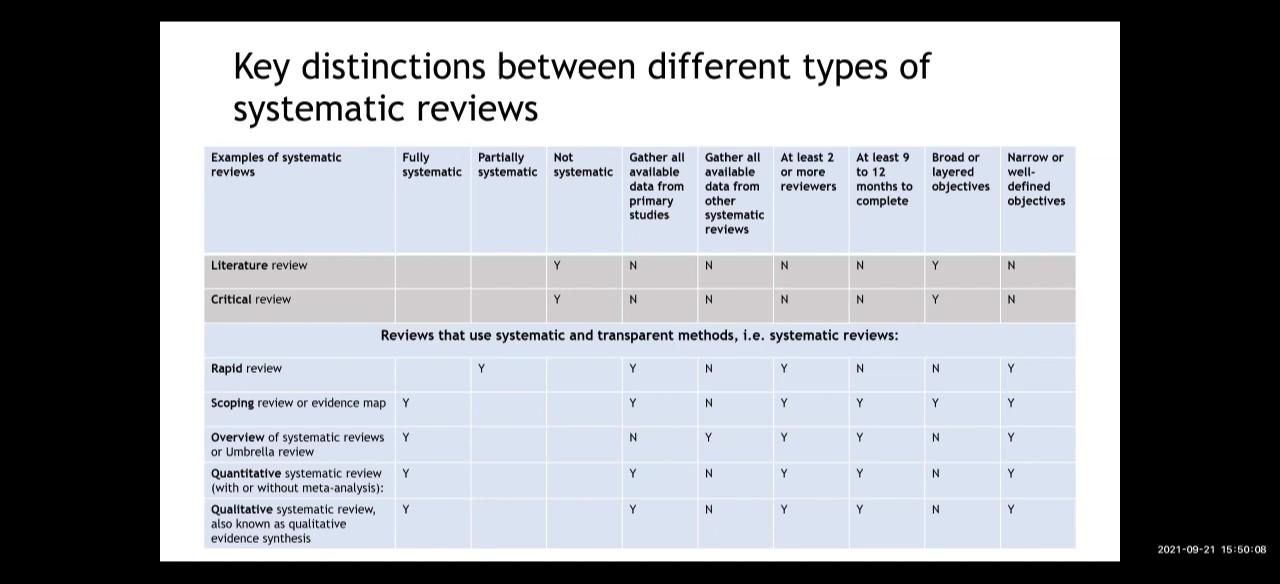 Key distinctions between different types of
systematic reviews
Examples of systematic reviews Fully systematic Partially systematic Not systematic Gather all available data from primary studies Gather all available data from other systematic reviews At least 2 or more reviewers At least 9 to 12 months to complete Broad or layered objectives Narrow or well-defined objectives
Literature review Y N N N N Y N
Critical review Y N N N N Y N
Reviews that use systematic and transparent methods, i.e. systematic reviews:
Rapid review Y Y N Y N N Y
Scoping review or evidence map Y Y N Y Y Y Y
Overview of systematic reviews or Umbrella review Y N Y Y Y N Y
Quantitative systematic review (with or without meta-analysis): Y Y N Y Y N Y
Qualitative systematic review, also known as qualitative evidence synthesis Y Y N Y Y N Y
2021-09-21 15:50:08